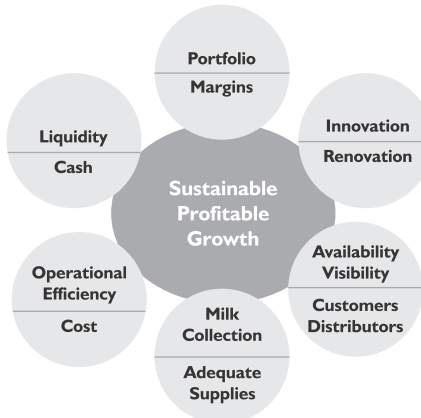 Portfolio
Margins
Innovation
Renovation
Availability
Visibility
Customers
Distributors
Milk
Collection
Adequate
Supplies
Operational
Efficiency
Cost
Liquidity
Cash
Sustainable
Profitable
Growth